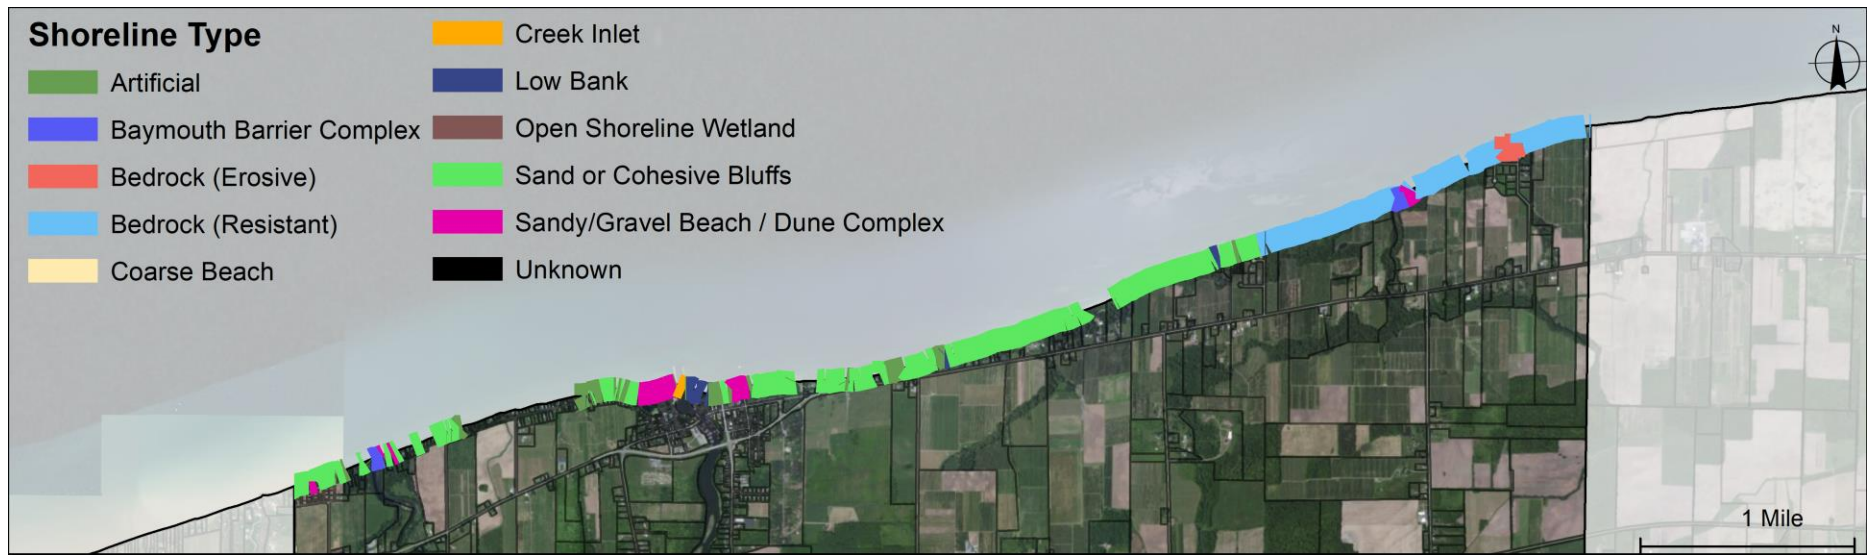 Shoreline Type
Artificial
Baymouth Barrier Complex
Bedrock (Erosive)
Bedrock (Resistant)
Coarse Beach
Creek Inlet
Low Bank
Open Shoreline Wetland
Sand or Cohesive Bluffs
Sandy/Gravel Beach / Dune Complex
Unknown
N
1 Mile